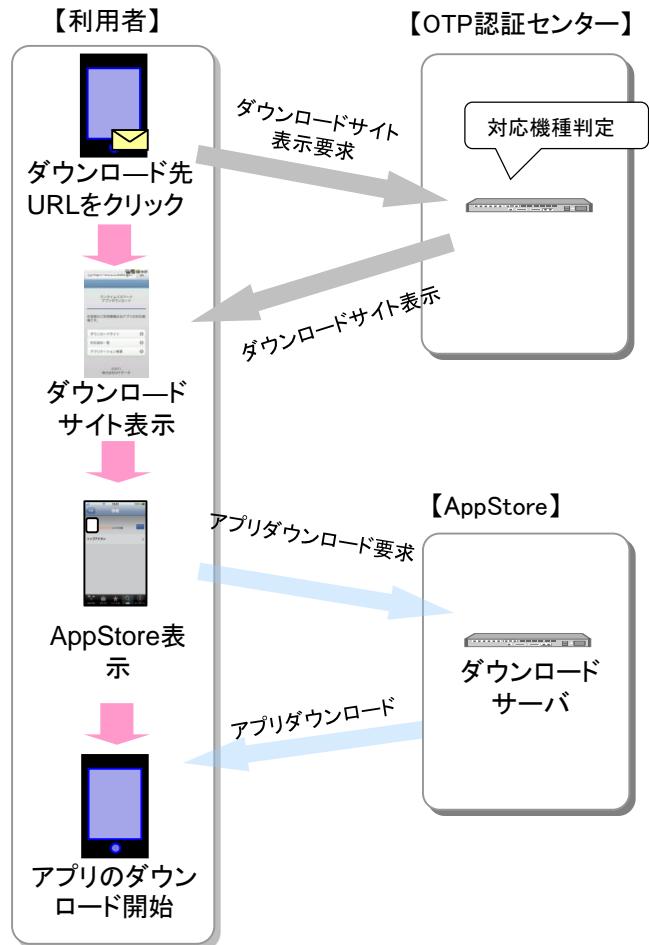 【利用者】
【OTP認証センター】
ダウンロードサイト
表示要求
対応機種判定
ダウンロ―ド先
URLをクリック
ダウンロードサイト表示
ダウンロ―ド
サイト表示
【AppStore】
アプリダウンロード要求
AppStore表
示
ダウンロード
サーバ
アプリダウンロード
アプリのダウン
ロード開始